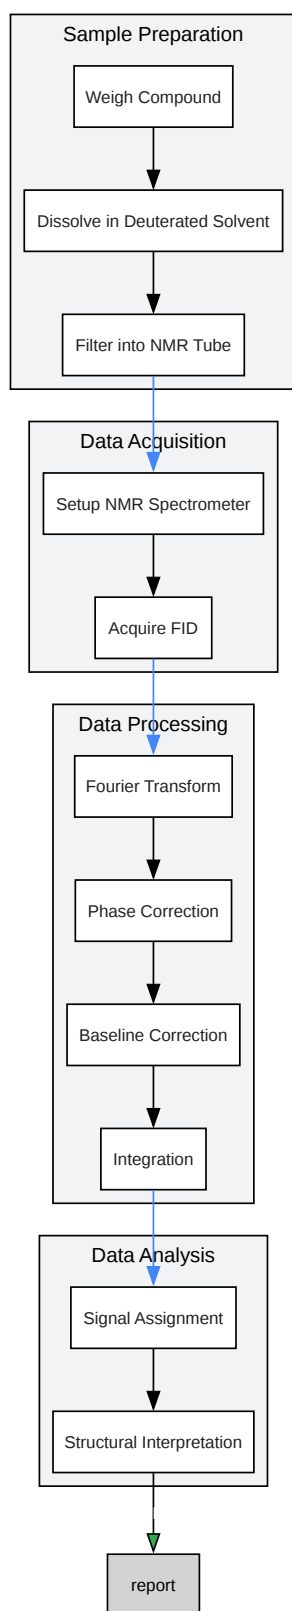 Sample Preparation
Weigh Compound
Dissolve in Deuterated Solvent
Filter into NMR Tube
Data Acquisition
Setup NMR Spectrometer
Acquire FID
Data Processing
Fourier Transform
Phase Correction
Baseline Correction
Integration
Data Analysis
Signal Assignment
Structural Interpretation
report